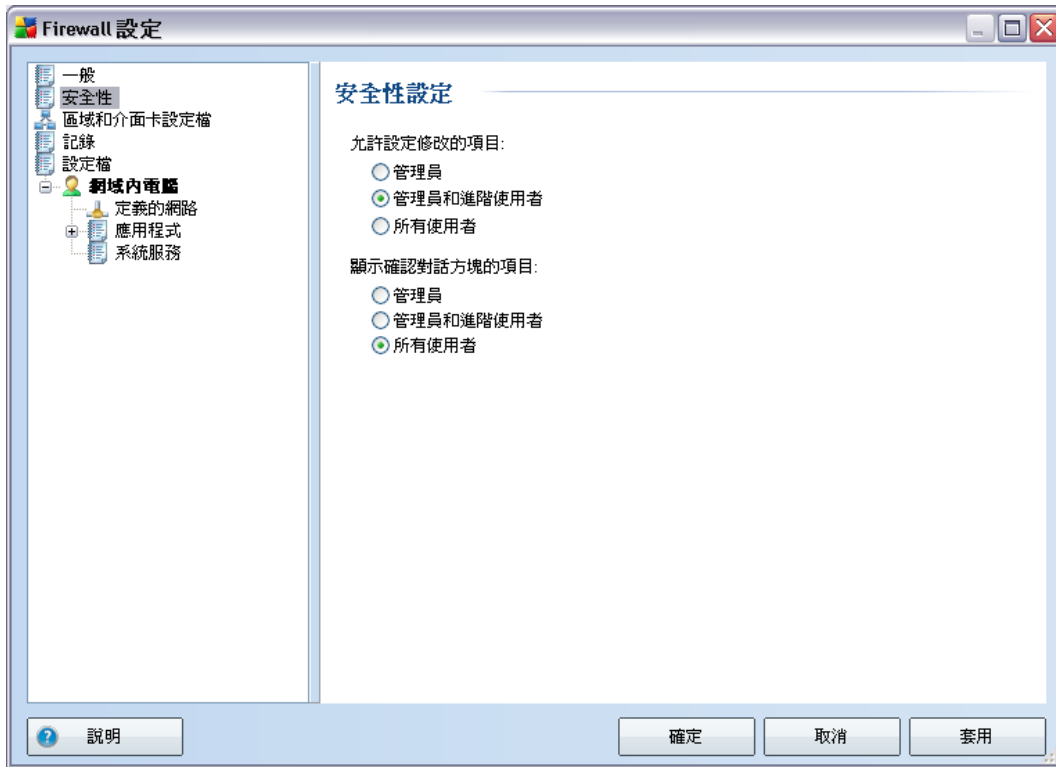 Firewall 設定
一般
安全性
區域和介面卡設定檔
記錄
設定檔
網域內電腦
定義的網路
應用程式
系統服務
安全性設定
允許設定修改的項目:
管理員
管理員和進階使用者
所有使用者
顯示確認對話方塊的項目:
管理員
管理員和進階使用者
所有使用者
說明
確定
取消
套用